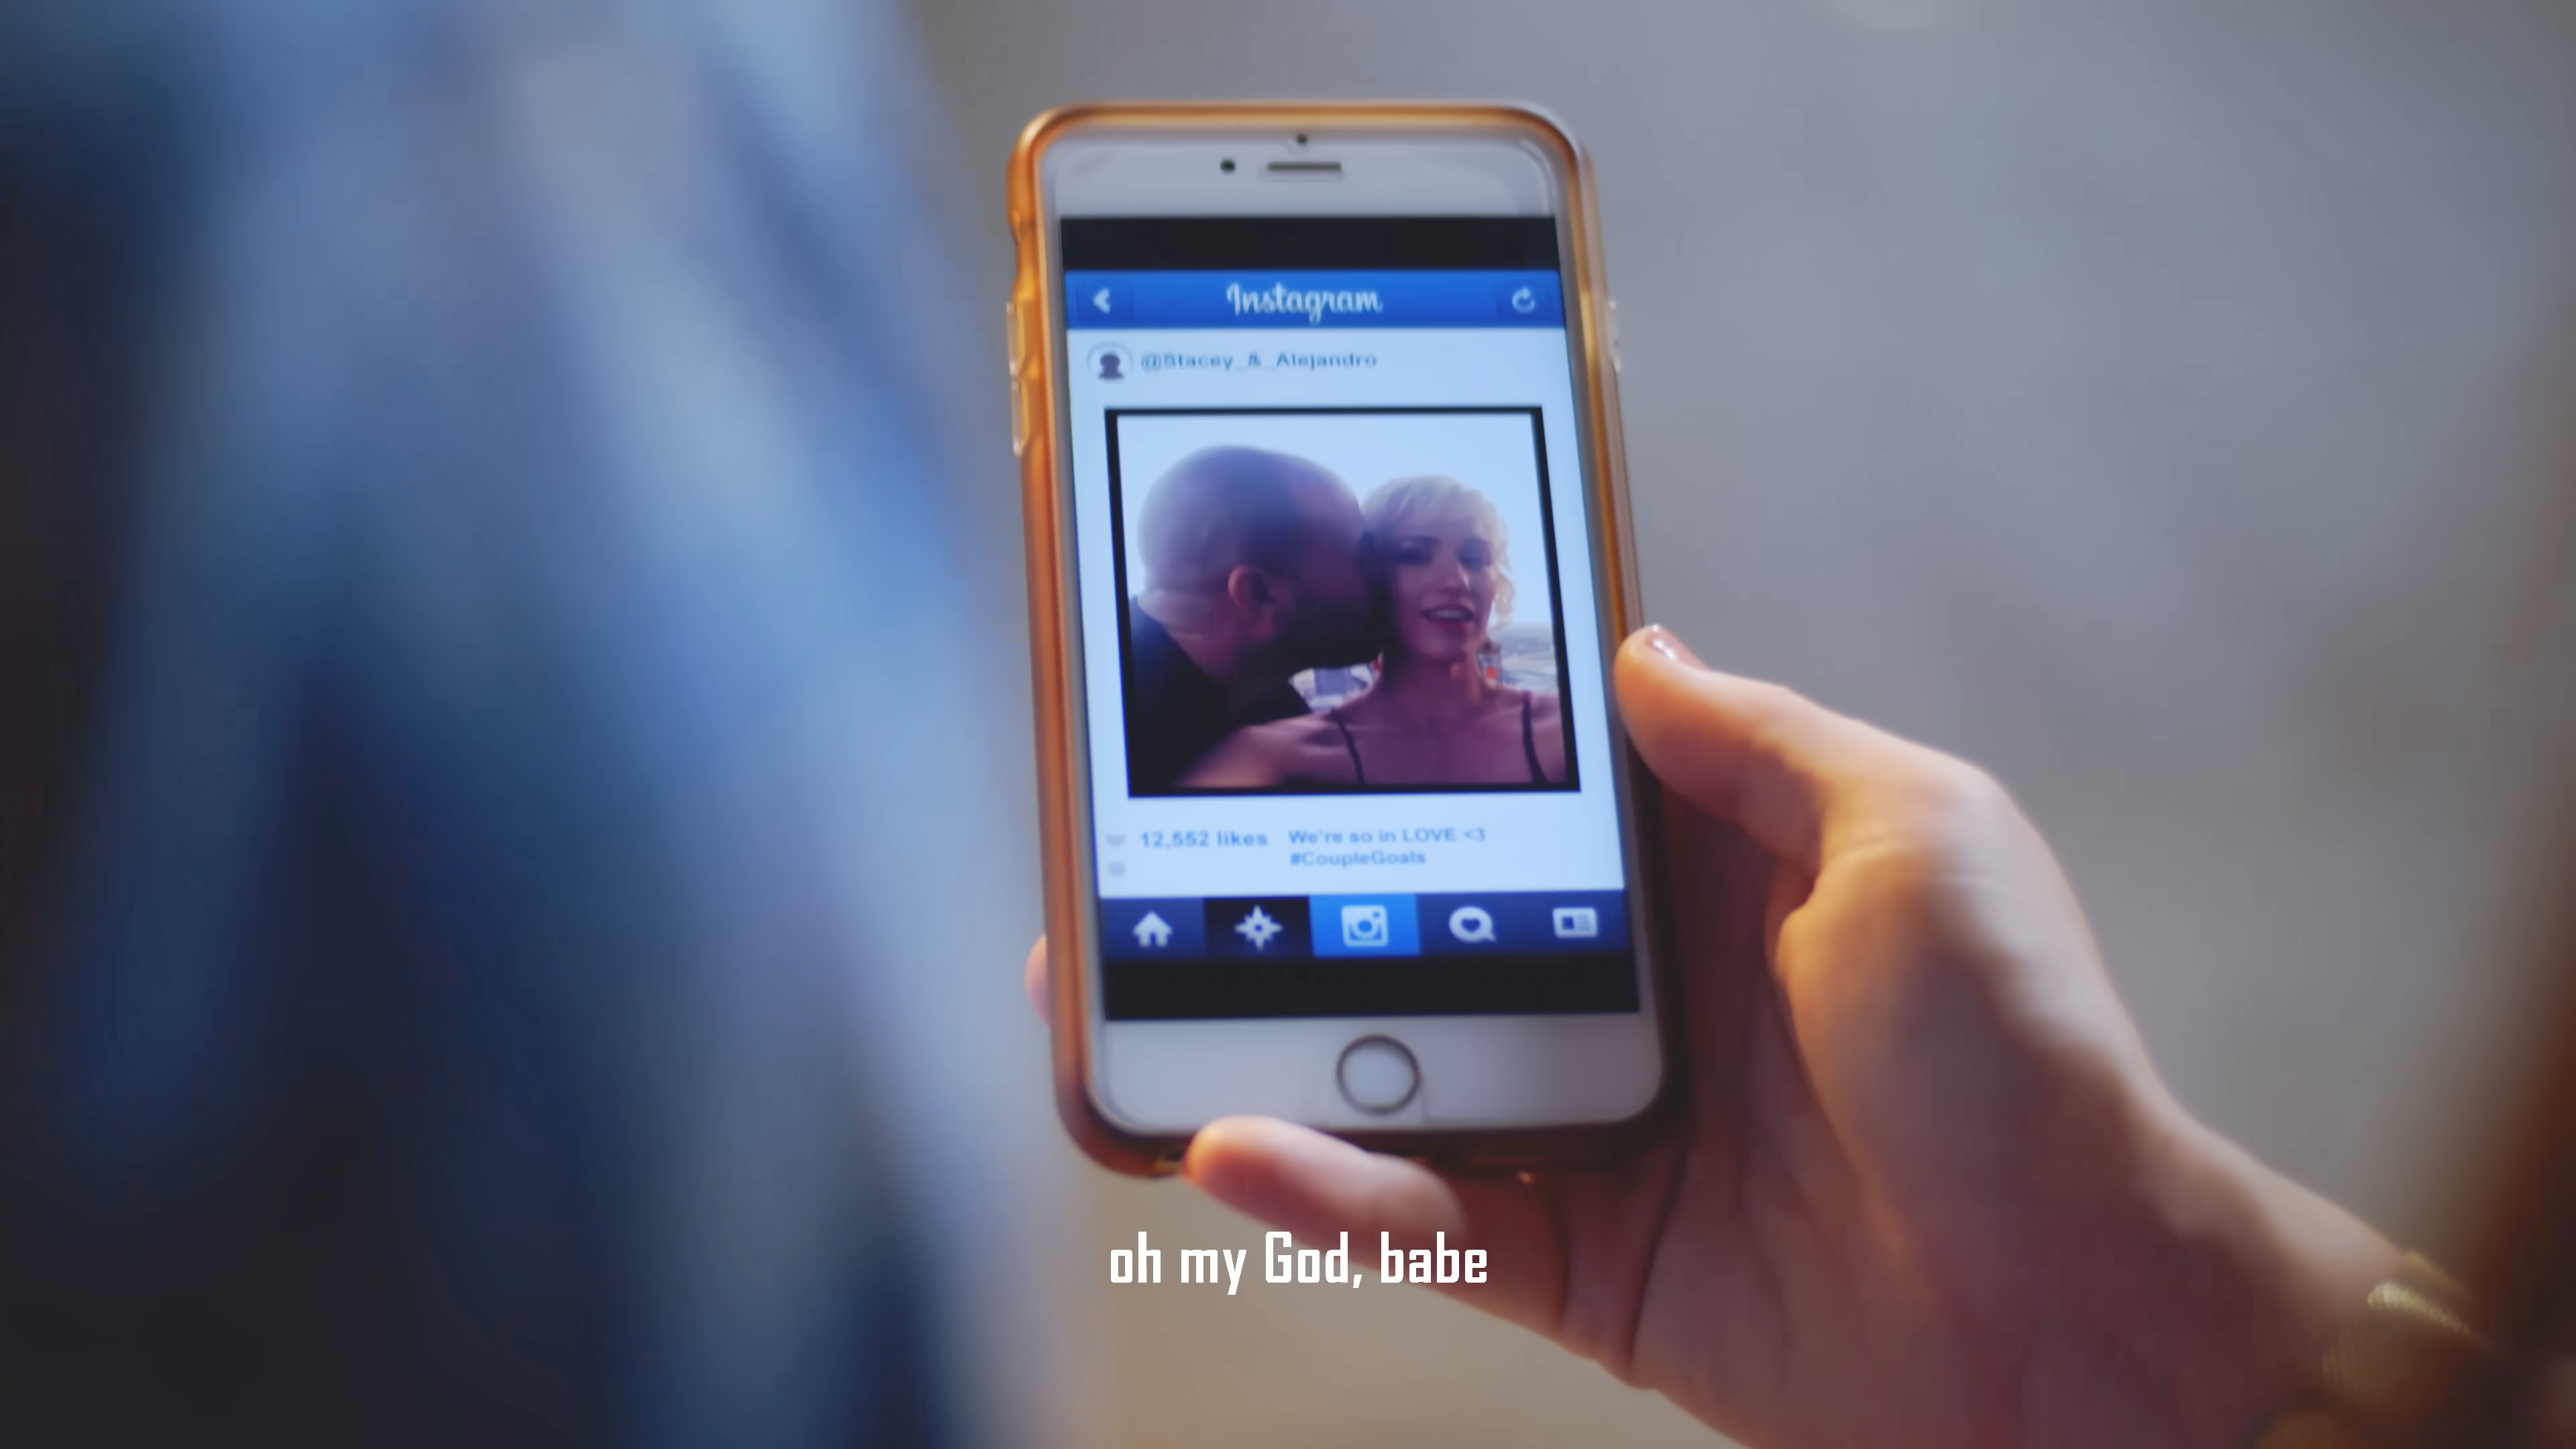 Instagram
@Stacey_&_Alejandro
12,552 likes
We're so in LOVE <3
#CoupleGoals
oh my God, babe